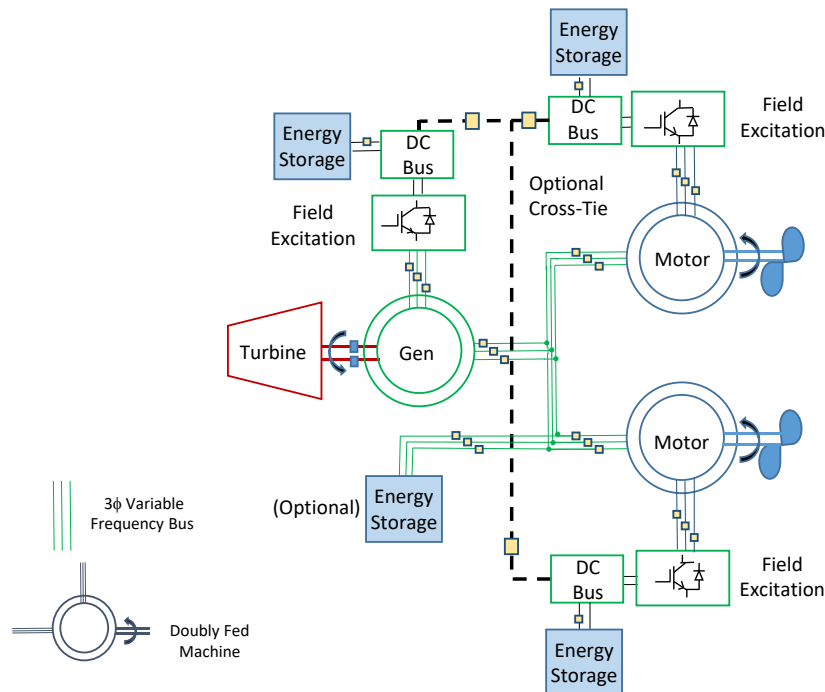 Energy
Storage
DC
Bus
Field
Excitation
Energy
Storage
DC
Bus
Optional
Cross-Tie
Field
Excitation
Motor
Turbine
Gen
Motor
(Optional)
Energy
Storage
3ϕ Variable
Frequency Bus
DC
Bus
Field
Excitation
Doubly Fed
Machine
Energy
Storage